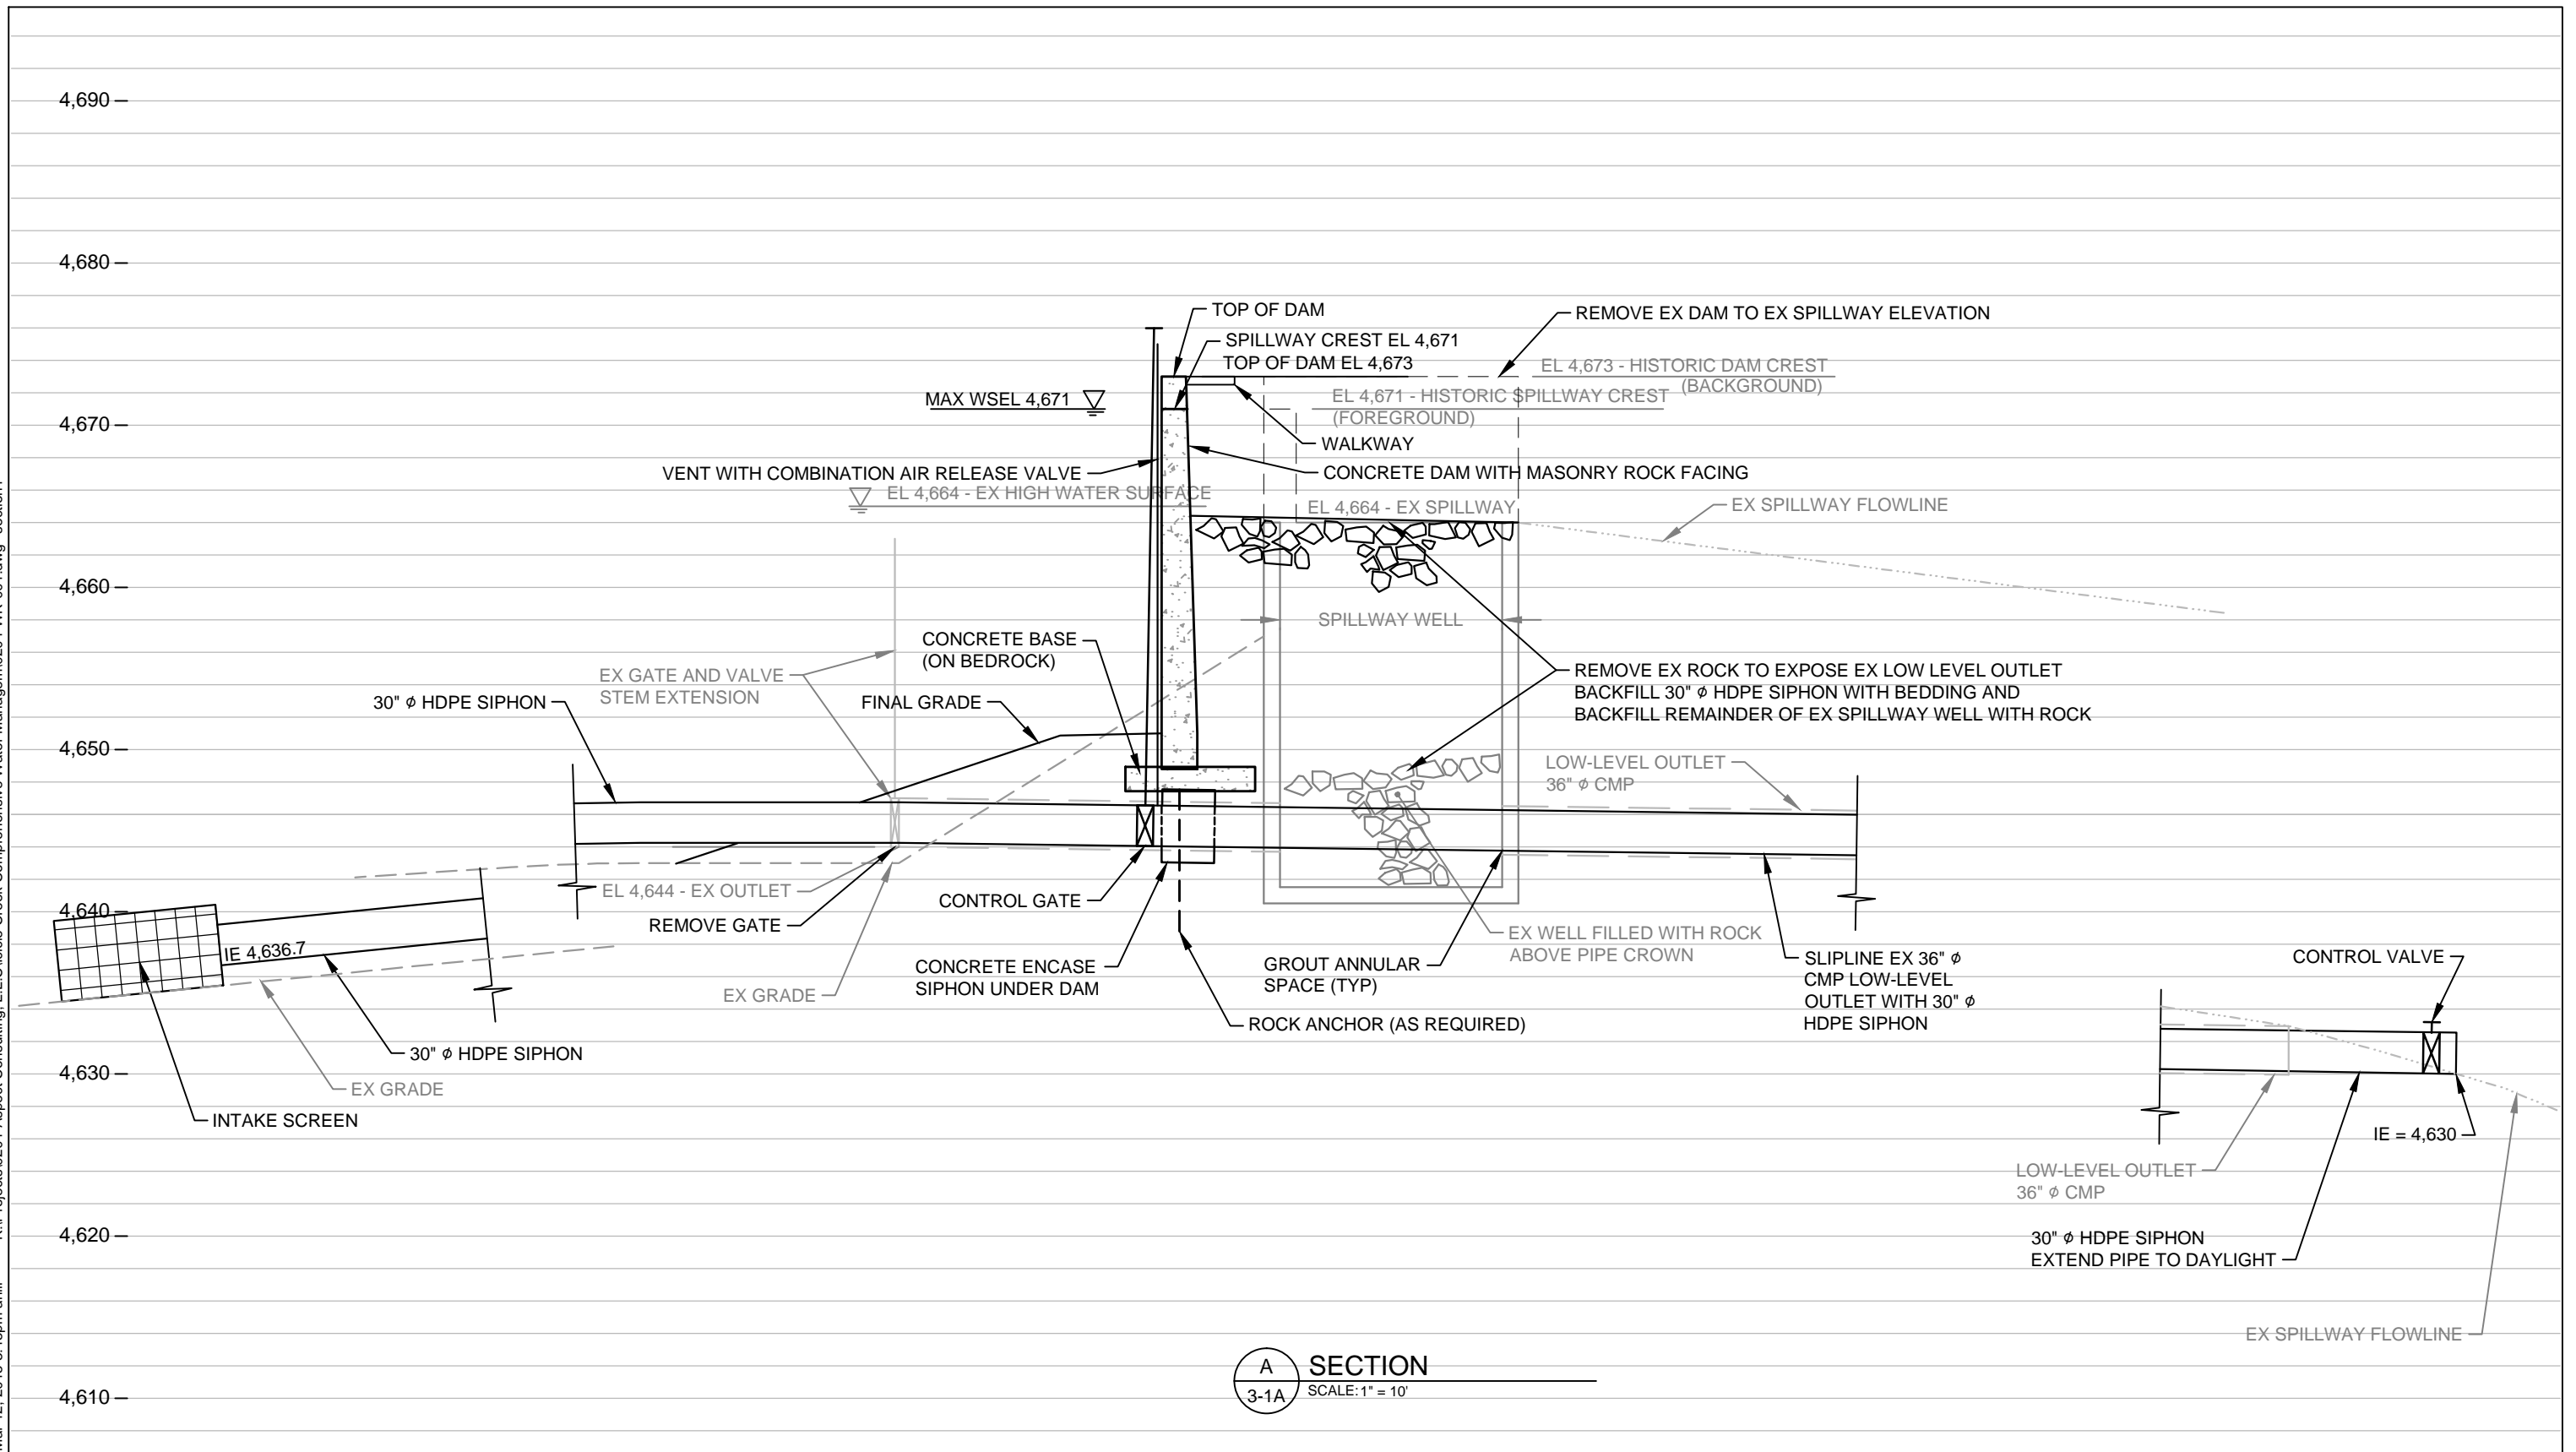 4,690
4,680
4,670
4,660
4,650
4,640
4,630
4,620
4,610
TOP OF DAM
SPILLWAY CREST EL 4,671
TOP OF DAM EL 4,673
REMOVE EX DAM TO EX SPILLWAY ELEVATION
EL 4,673 - HISTORIC DAM CREST
(BACKGROUND)
MAX WSEL 4,671
EL 4,671 - HISTORIC SPILLWAY CREST
(FOREGROUND)
WALKWAY
VENT WITH COMBINATION AIR RELEASE VALVE
CONCRETE DAM WITH MASONRY ROCK FACING
EL 4,664 - EX HIGH WATER SURFACE
EL 4,664 - EX SPILLWAY
EX SPILLWAY FLOWLINE
SPILLWAY WELL
CONCRETE BASE
(ON BEDROCK)
EX GATE AND VALVE
STEM EXTENSION
30" ⌀ HDPE SIPHON
FINAL GRADE
REMOVE EX ROCK TO EXPOSE EX LOW LEVEL OUTLET
BACKFILL 30" ⌀ HDPE SIPHON WITH BEDDING AND
BACKFILL REMAINDER OF EX SPILLWAY WELL WITH ROCK
LOW-LEVEL OUTLET
36" ⌀ CMP
EL 4,644 - EX OUTLET
REMOVE GATE
CONTROL GATE
IE 4,636.7
EX GRADE
CONCRETE ENCASE
SIPHON UNDER DAM
GROUT ANNULAR
SPACE (TYP)
EX WELL FILLED WITH ROCK
ABOVE PIPE CROWN
SLIPLINE EX 36" ⌀
CMP LOW-LEVEL
OUTLET WITH 30" ⌀
HDPE SIPHON
CONTROL VALVE
ROCK ANCHOR (AS REQUIRED)
30" ⌀ HDPE SIPHON
EX GRADE
INTAKE SCREEN
IE = 4,630
LOW-LEVEL OUTLET
36" ⌀ CMP
30" ⌀ HDPE SIPHON
EXTEND PIPE TO DAYLIGHT
EX SPILLWAY FLOWLINE
A
3-1A
SECTION
SCALE: 1" = 10'